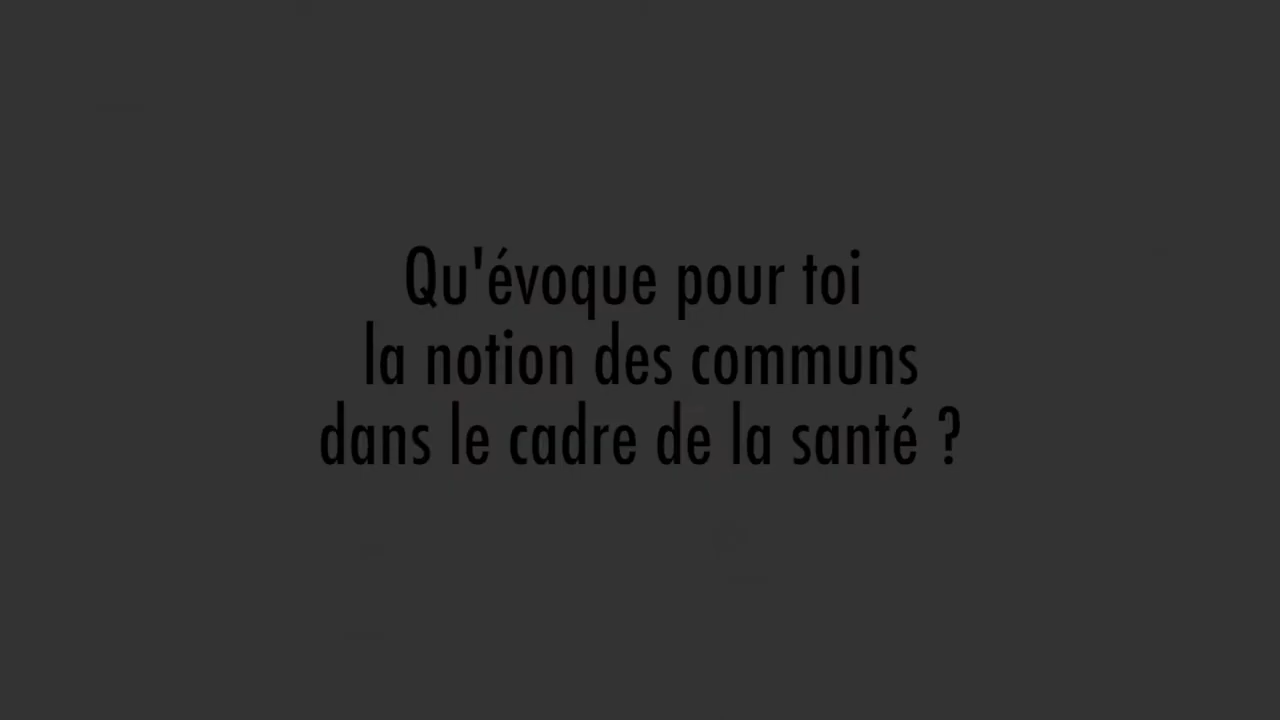 Qu'évoque pour toi
la notion des communs
dans le cadre de la santé ?